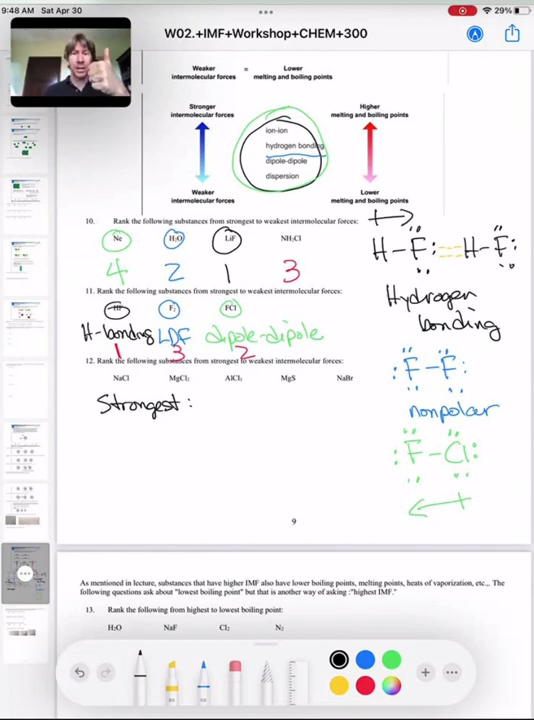 9:48 AM Sat Apr 30
29%
W02.+IMF+Workshop+CHEM+300
Weaker intermolecular forces = Lower melting and boiling points
Stronger intermolecular forces
Higher melting and boiling points
ion-ion
hydrogen bonding
dipole-dipole
dispersion
Weaker intermolecular forces
Lower melting and boiling points
10. Rank the following substances from strongest to weakest intermolecular forces:
Ne H₂O LiF NH₂Cl
4 2 1 3
H–F: H–F:
Hydrogen bonding
11. Rank the following substances from strongest to weakest intermolecular forces:
HF F₂ FCl
H-bonding LDF dipole-dipole
1 3 2
12. Rank the following substances from strongest to weakest intermolecular forces:
NaCl MgCl₂ AlCl₃ MgS NaBr
Strongest:
:F–F:
nonpolar
:F–Cl:
9
As mentioned in lecture, substances that have higher IMF also have lower boiling points, melting points, heats of vaporization, etc... The
following questions ask about "lowest boiling point" but that is another way of asking :"highest IMF."
13. Rank the following from highest to lowest boiling point:
H₂O NaF Cl₂ N₂